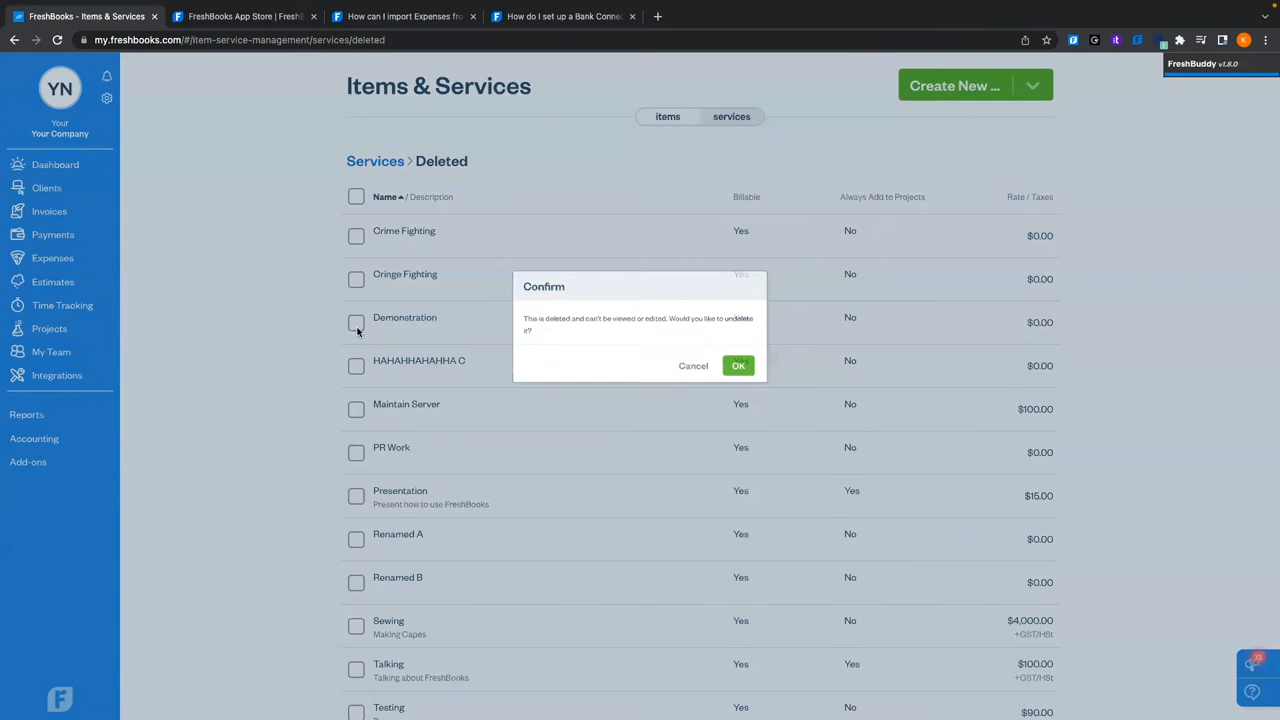 FreshBooks - Items & Services
FreshBooks App Store | FreshB
How can I import Expenses fro
How do I set up a Bank Connec
my.freshbooks.com/#/item-service-management/services/deleted
FreshBuddy v1.8.0
YN
Your
Your Company
Dashboard
Clients
Invoices
Payments
Expenses
Estimates
Time Tracking
Projects
My Team
Integrations
Reports
Accounting
Add-ons
Items & Services
Create New ...
items services
Services > Deleted
Name / Description Billable Always Add to Projects Rate / Taxes
Crime Fighting Yes No $0.00
Cringe Fighting Yes No $0.00
Demonstration No $0.00
HAHAHHAHAHHA C Yes No $0.00
Maintain Server Yes No $100.00
PR Work Yes No $0.00
Presentation Yes Yes $15.00
Present how to use FreshBooks
Renamed A Yes No $0.00
Renamed B Yes No $0.00
Sewing Yes No $4,000.00
Making Capes +GST/HSt
Talking Yes Yes $100.00
Talking about FreshBooks +GST/HSt
Testing Yes No $90.00
Confirm
This is deleted and can't be viewed or edited. Would you like to undelete
it?
Cancel OK
33
K